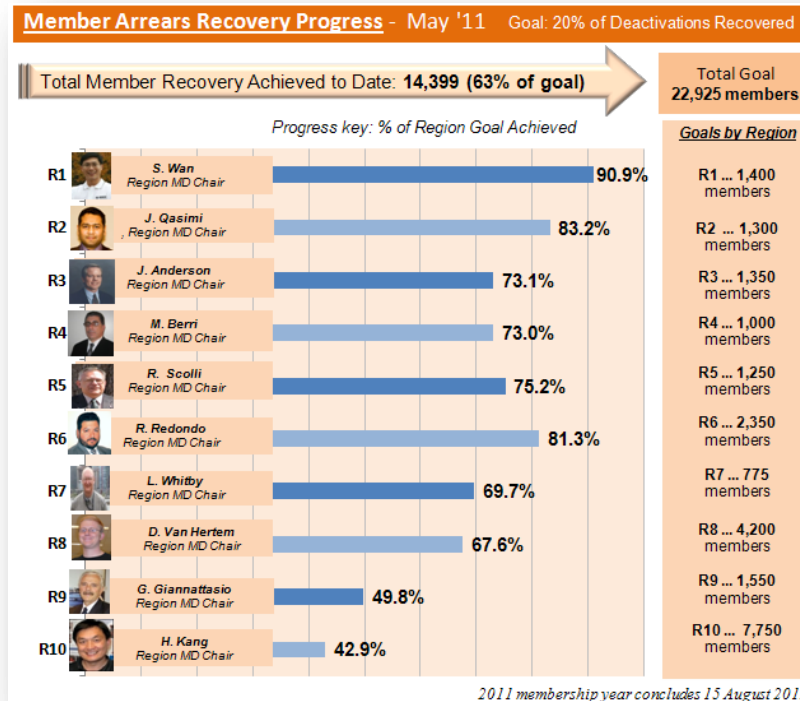 Member Arrears Recovery Progress - May '11 Goal: 20% of Deactivations Recovered
Total Member Recovery Achieved to Date: 14,399 (63% of goal)
Total Goal
22,925 members
Progress key: % of Region Goal Achieved
Goals by Region
R1
S. Wan
Region MD Chair
90.9%
R1 ... 1,400
members
R2
J. Qasimi
, Region MD Chair
83.2%
R2 ... 1,300
members
R3
J. Anderson
Region MD Chair
73.1%
R3 ... 1,350
members
R4
M. Berri
Region MD Chair
73.0%
R4 ... 1,000
members
R5
R. Scolli
Region MD Chair
75.2%
R5 ... 1,250
members
R6
R. Redondo
Region MD Chair
81.3%
R6 ... 2,350
members
R7
L. Whitby
Region MD Chair
69.7%
R7 ... 775
members
R8
D. Van Hertem
Region MD Chair
67.6%
R8 ... 4,200
members
R9
G. Giannattasio
Region MD Chair
49.8%
R9 ... 1,550
members
R10
H. Kang
Region MD Chair
42.9%
R10 ... 7,750
members
2011 membership year concludes 15 August 201